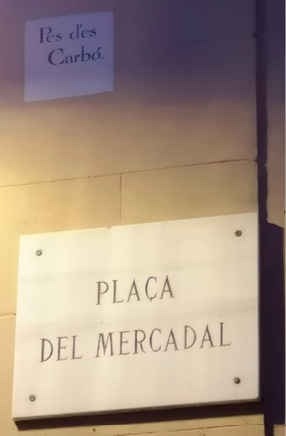 Pes d'es
Carbó.
PLAÇA
DEL MERCADAL